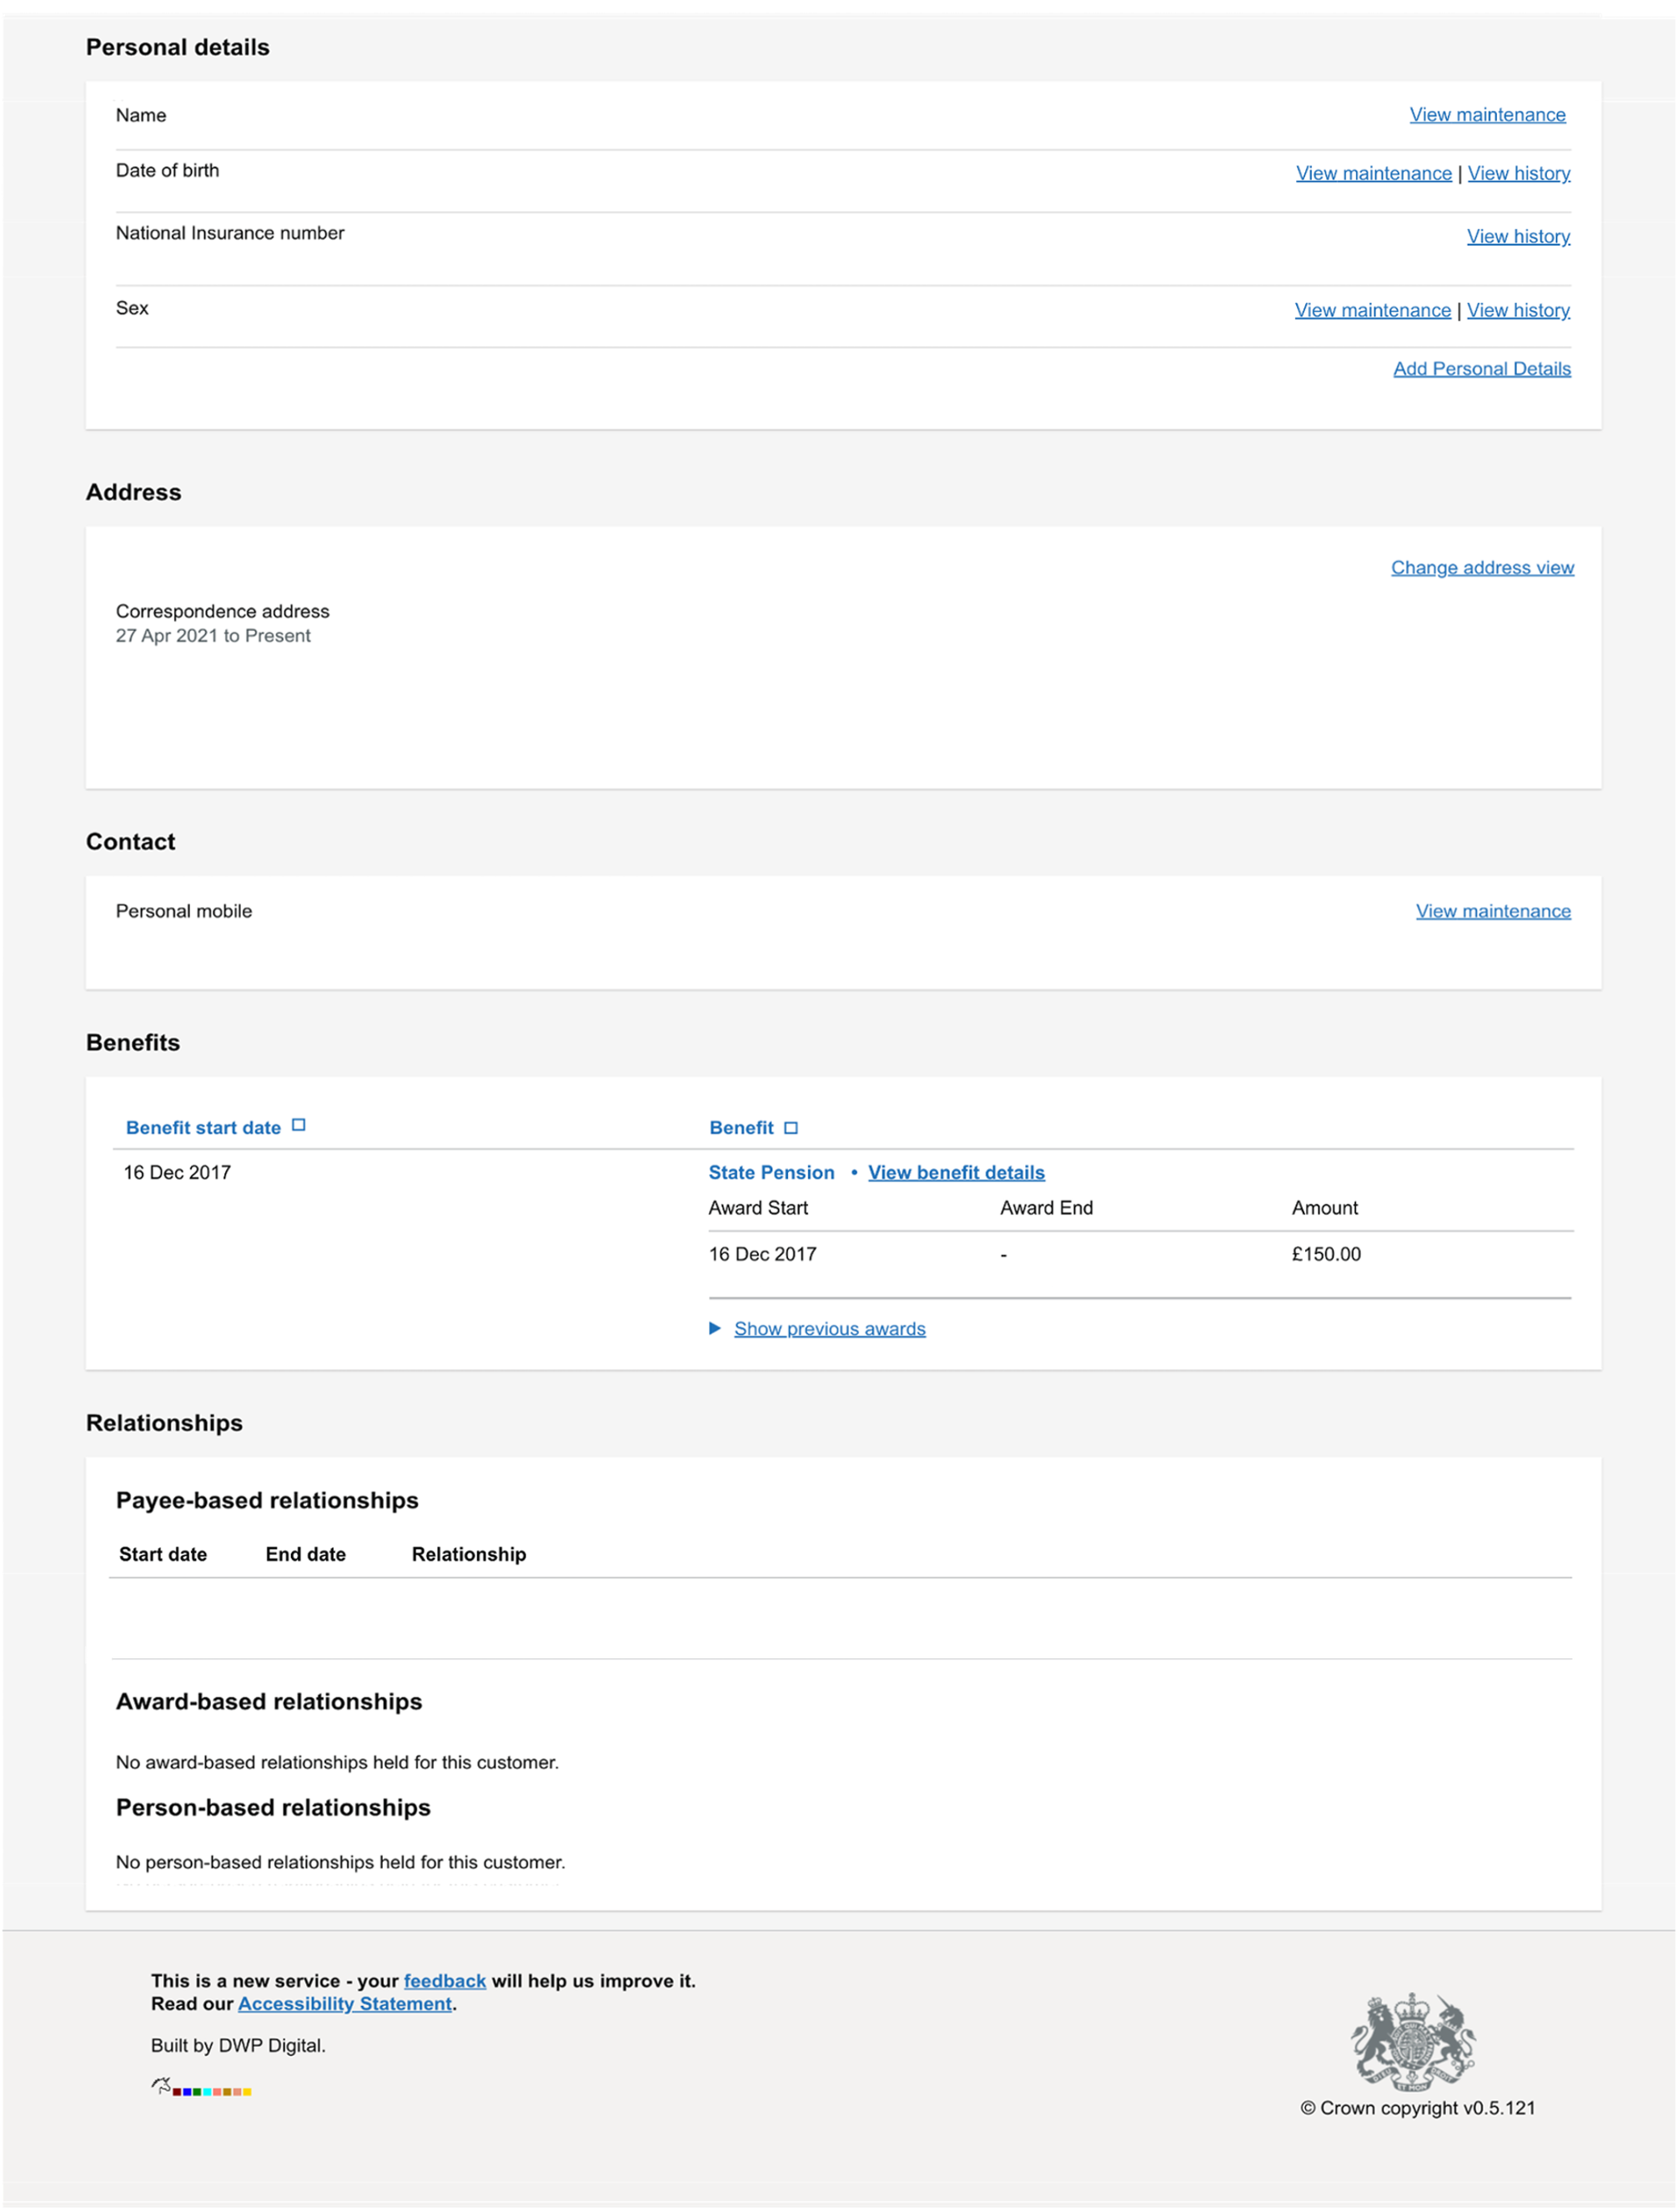 Personal details
Name View maintenance
Date of birth View maintenance | View history
National Insurance number View history
Sex View maintenance | View history
Add Personal Details
Address
Change address view
Correspondence address
27 Apr 2021 to Present
Contact
Personal mobile View maintenance
Benefits
Benefit start date Benefit
16 Dec 2017 State Pension • View benefit details
Award Start Award End Amount
16 Dec 2017 - £150.00
Show previous awards
Relationships
Payee-based relationships
Start date End date Relationship
Award-based relationships
No award-based relationships held for this customer.
Person-based relationships
No person-based relationships held for this customer.
This is a new service - your feedback will help us improve it.
Read our Accessibility Statement.
Built by DWP Digital.
© Crown copyright v0.5.121